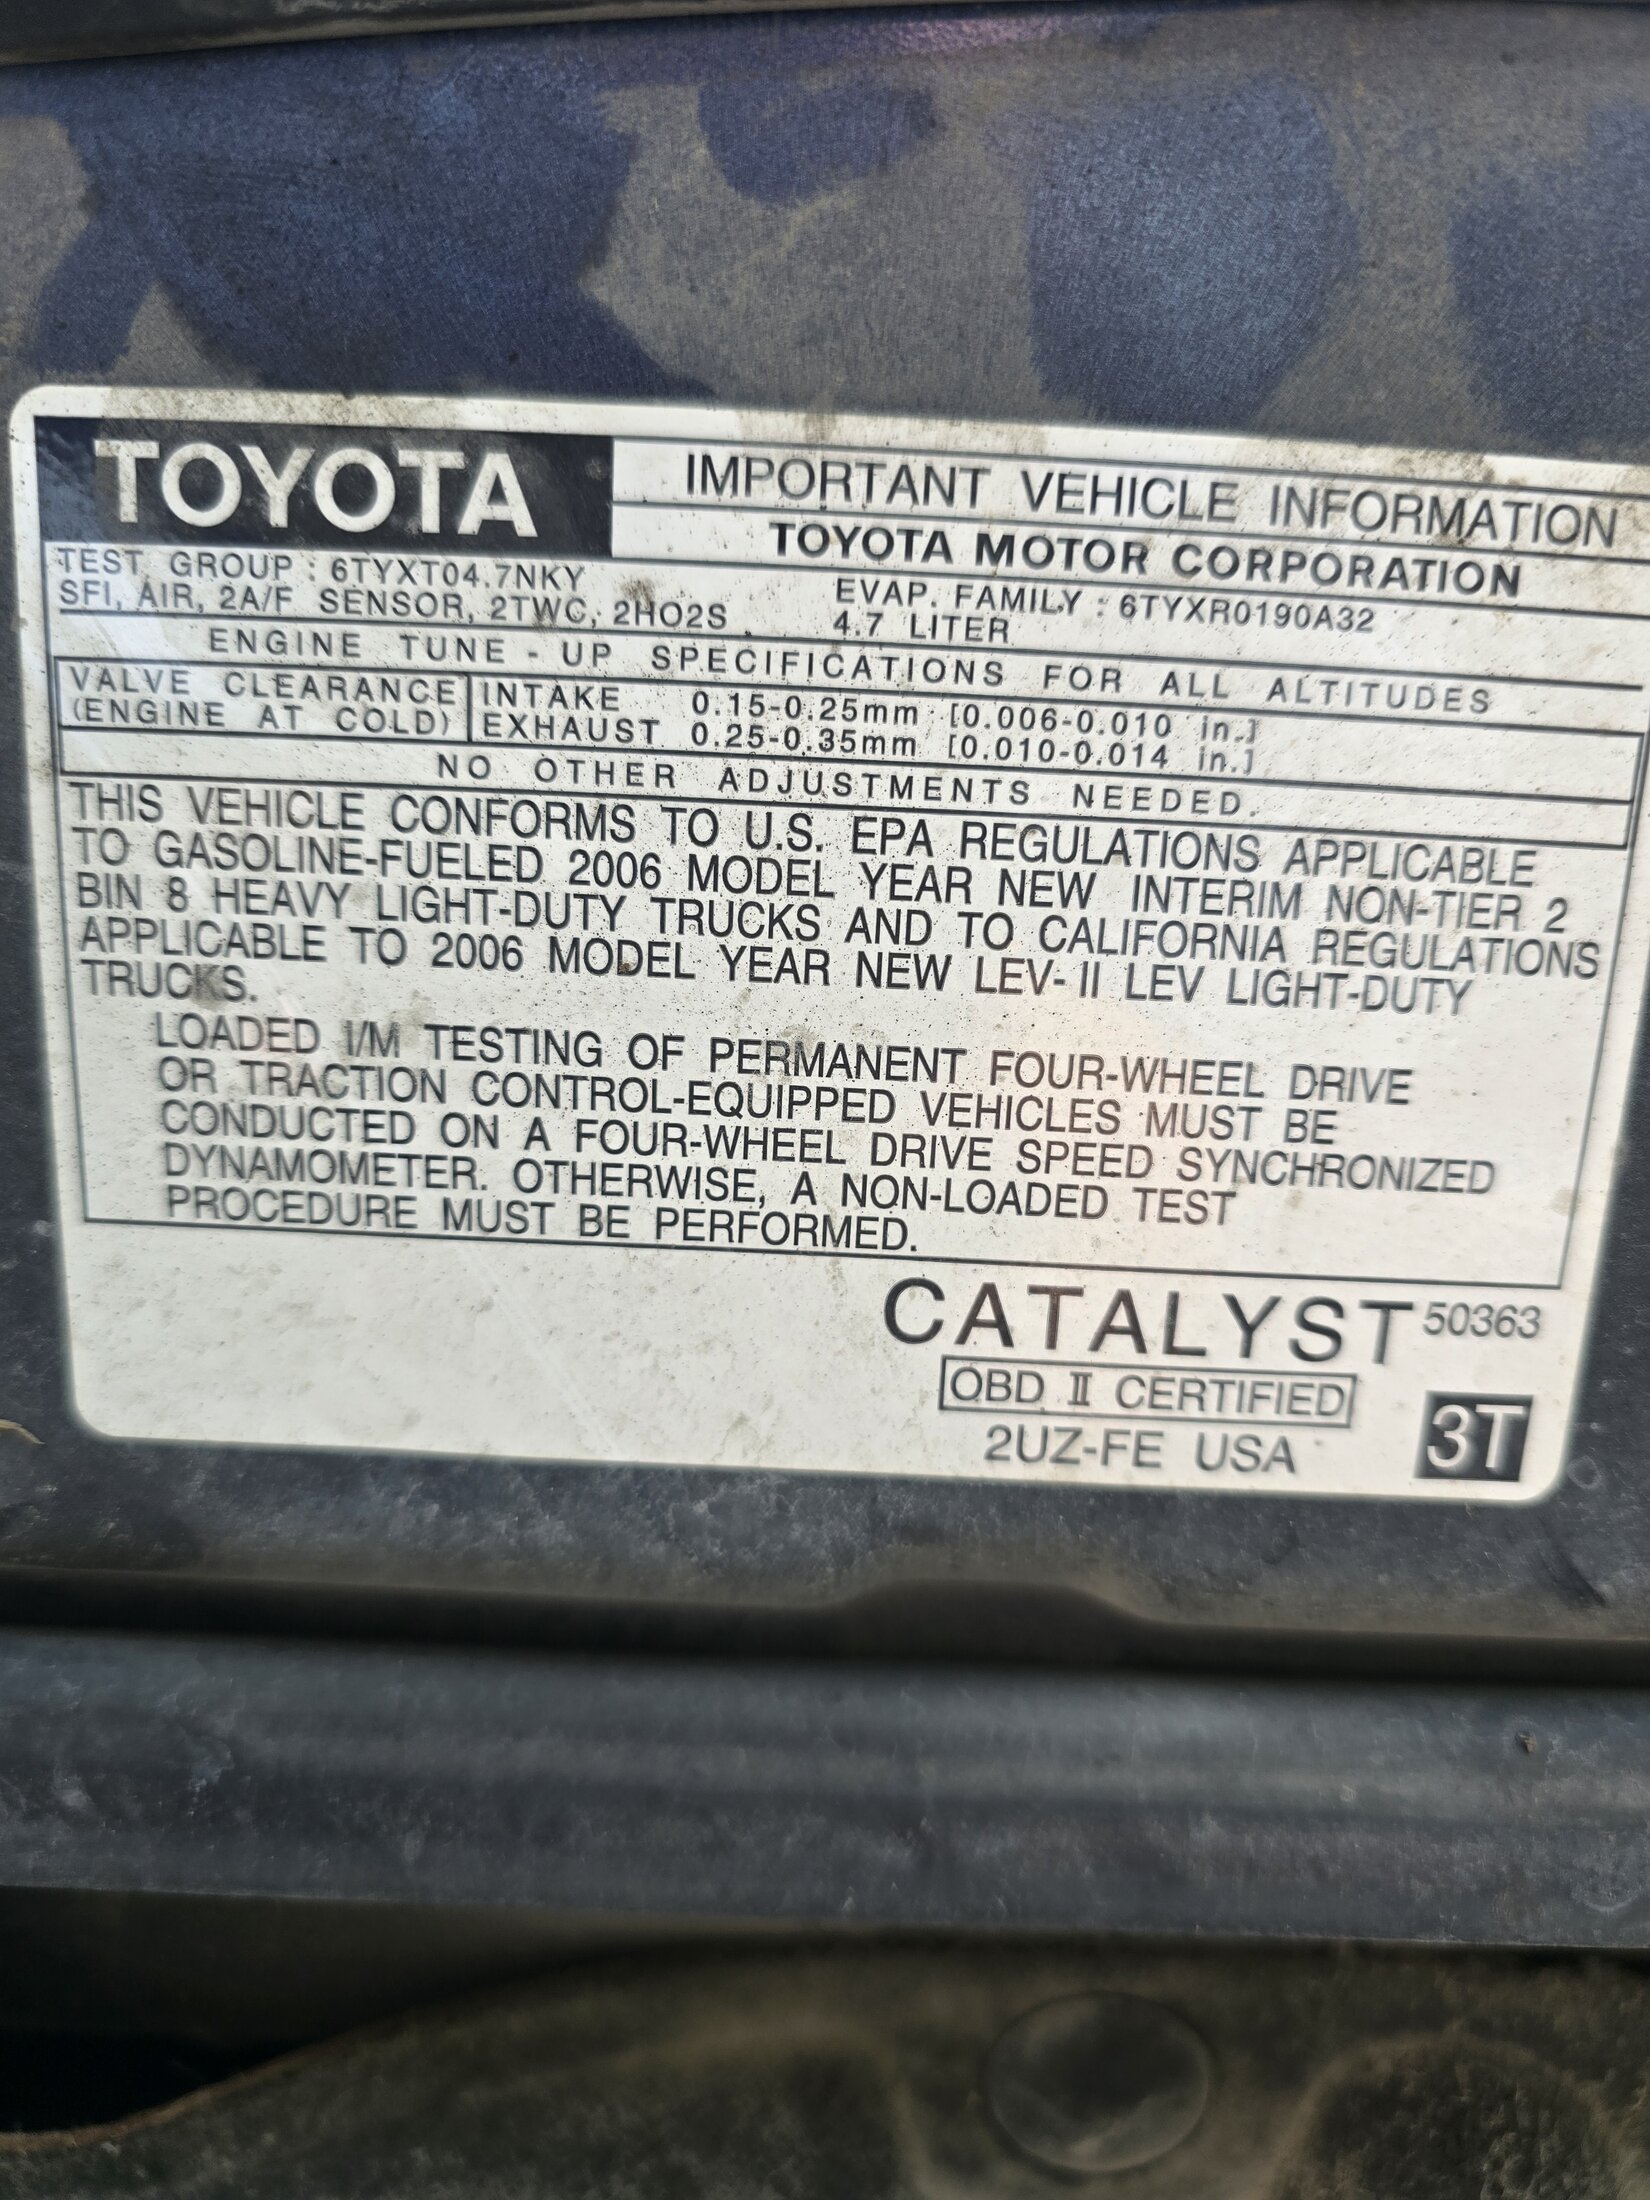 TOYOTA
IMPORTANT VEHICLE INFORMATION
TOYOTA MOTOR CORPORATION
TEST GROUP : 6TYXT04.7NKY
EVAP. FAMILY : 6TYXR0190A32
SFI, AIR, 2A/F SENSOR, 2TWC, 2HO2S
4.7 LITER
ENGINE TUNE - UP SPECIFICATIONS FOR ALL ALTITUDES
VALVE CLEARANCE
(ENGINE AT COLD)
INTAKE 0.15-0.25mm [0.006-0.010 in.]
EXHAUST 0.25-0.35mm [0.010-0.014 in.]
NO OTHER ADJUSTMENTS NEEDED.
THIS VEHICLE CONFORMS TO U.S. EPA REGULATIONS APPLICABLE
TO GASOLINE-FUELED 2006 MODEL YEAR NEW INTERIM NON-TIER 2
BIN 8 HEAVY LIGHT-DUTY TRUCKS AND TO CALIFORNIA REGULATIONS
APPLICABLE TO 2006 MODEL YEAR NEW LEV-II LEV LIGHT-DUTY
TRUCKS.
LOADED I/M TESTING OF PERMANENT FOUR-WHEEL DRIVE
OR TRACTION CONTROL-EQUIPPED VEHICLES MUST BE
CONDUCTED ON A FOUR-WHEEL DRIVE SPEED SYNCHRONIZED
DYNAMOMETER. OTHERWISE, A NON-LOADED TEST
PROCEDURE MUST BE PERFORMED.
CATALYST 50363
OBD II CERTIFIED
2UZ-FE USA
3T